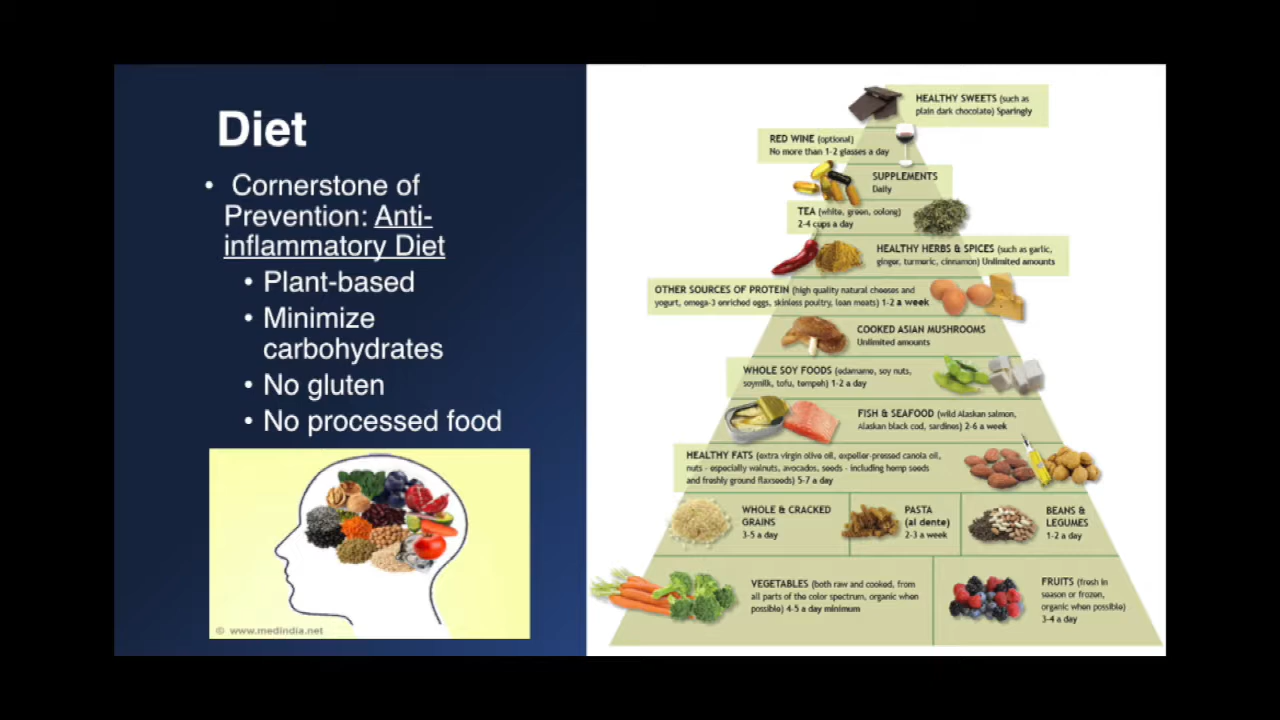 Diet
• Cornerstone of
Prevention: Anti-
inflammatory Diet
• Plant-based
• Minimize
carbohydrates
• No gluten
• No processed food
© www.medindia.net
HEALTHY SWEETS (such as
plain dark chocolate) Sparingly
RED WINE (optional)
No more than 1-2 glasses a day
SUPPLEMENTS
Daily
TEA (white, green, oolong)
2-4 cups a day
HEALTHY HERBS & SPICES (such as garlic,
ginger, turmeric, cinnamon) Unlimited amounts
OTHER SOURCES OF PROTEIN (high quality natural cheeses and
yogurt, omega-3 enriched eggs, skinless poultry, lean meats) 1-2 a week
COOKED ASIAN MUSHROOMS
Unlimited amounts
WHOLE SOY FOODS (edamame, soy nuts,
soymilk, tofu, tempeh) 1-2 a day
FISH & SEAFOOD (wild Alaskan salmon,
Alaskan black cod, sardines) 2-6 a week
HEALTHY FATS (extra virgin olive oil, expeller-pressed canola oil,
nuts - especially walnuts, avocados, seeds - including hemp seeds
and freshly ground flaxseeds) 5-7 a day
WHOLE & CRACKED
GRAINS
3-5 a day
PASTA
(al dente)
2-3 a week
BEANS &
LEGUMES
1-2 a day
VEGETABLES (both raw and cooked, from
all parts of the color spectrum, organic when
possible) 4-5 a day minimum
FRUITS (fresh in
season or frozen,
organic when possible)
3-4 a day